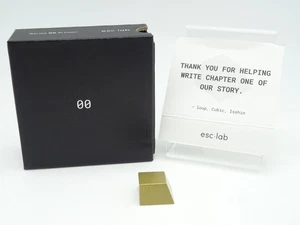 esc·lab
00
THANK YOU FOR HELPING
WRITE CHAPTER ONE OF
OUR STORY.
esc·lab